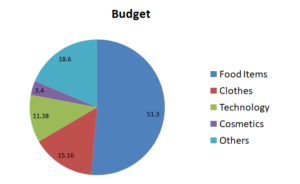 Budget
18.6
3.4
11.38
15.16
51.3
Food Items
Clothes
Technology
Cosmetics
Others